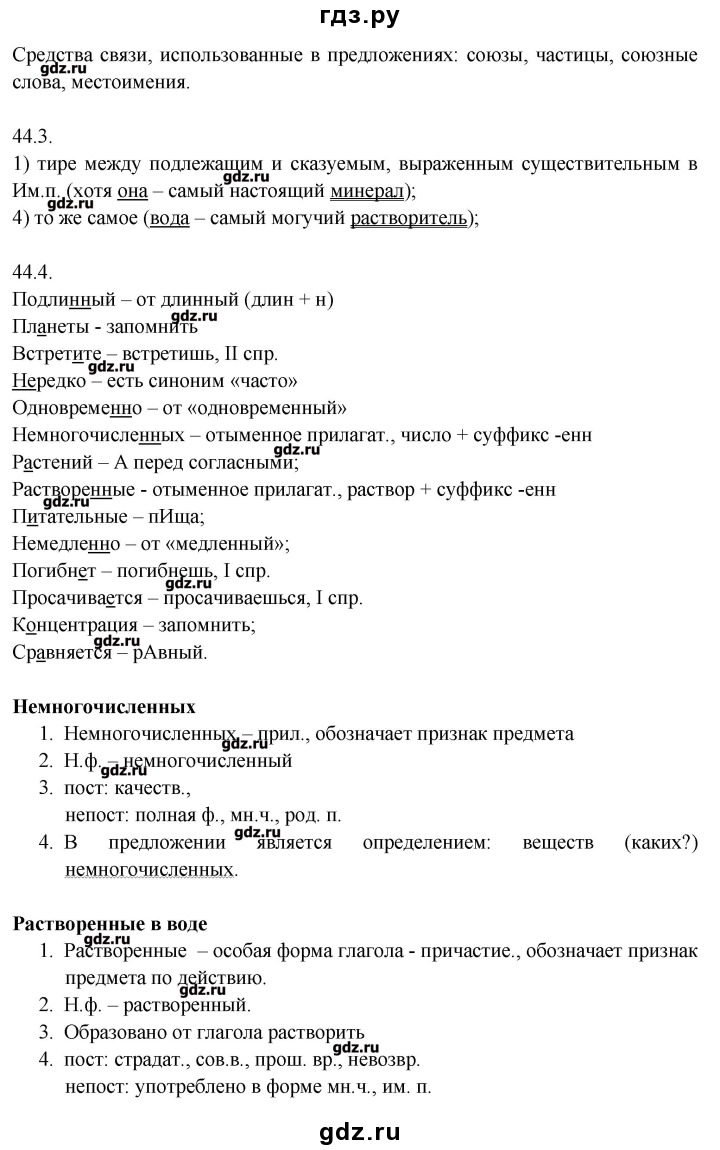 гдз.ру
Средства связи, использованные в предложениях: союзы, частицы, союзные
gdz.ru
слова, местоимения.
44.3.
1) тире между подлежащим и сказуемым, выраженным существительным в
gdz.ru
Им.п. (хотя она – самый настоящий минерал);
gdz.ru
4) то же самое (вода – самый могучий растворитель);
44.4.
Подлинный – от длинный (длин + н)
gdz.ru
Планеты - запомнить
Встретите – встретишь, II спр.
gdz.ru
Нередко – есть синоним «часто»
Одновременно – от «одновременный»
Немногочисленных – отыменное прилагат., число + суффикс -енн
gdz.ru
Растений – А перед согласными;
Растворенные - отыменное прилагат., раствор + суффикс -енн
gdz.ru
Питательные – пИща;
Немедленно – от «медленный»;
Погибнет – погибнешь, I спр.
gdz.ru
Просачивается – просачиваешься, I спр.
Концентрация – запомнить;
gdz.ru
Сравняется – рАвный.
Немногочисленных
1. Немногочисленных – прил., обозначает признак предмета
gdz.ru
2. Н.ф. – немногочисленный
gdz.ru
3. пост: качеств.,
непост: полная ф., мн.ч., род. п.
gdz.ru
4. В предложении является определением: веществ (каких?)
немногочисленных.
Растворенные в воде
gdz.ru
1. Растворенные – особая форма глагола - причастие., обозначает признак
предмета по действию.
gdz.ru
2. Н.ф. – растворенный.
3. Образовано от глагола растворить
gdz.ru
4. пост: страдат., сов.в., прош. вр., невозвр.
непост: употреблено в форме мн.ч., им. п.
gdz.ru